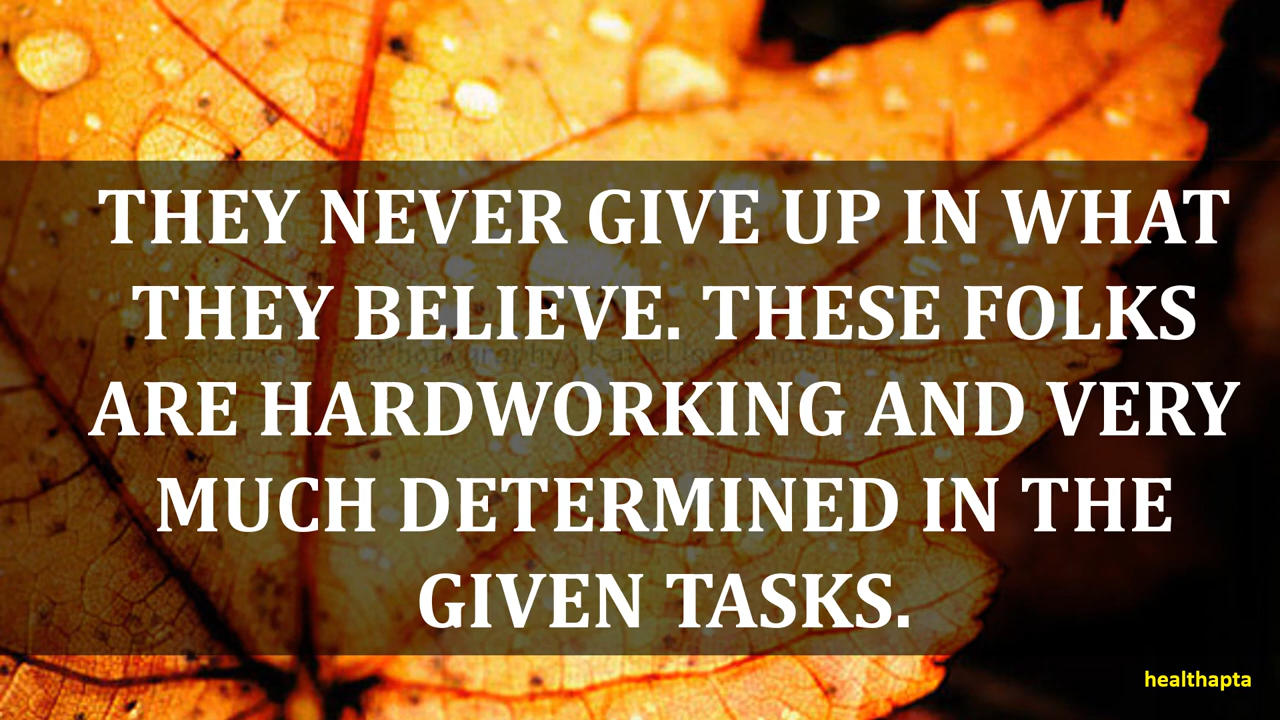 THEY NEVER GIVE UP IN WHAT
THEY BELIEVE. THESE FOLKS
ARE HARDWORKING AND VERY
MUCH DETERMINED IN THE
GIVEN TASKS.
healthapta